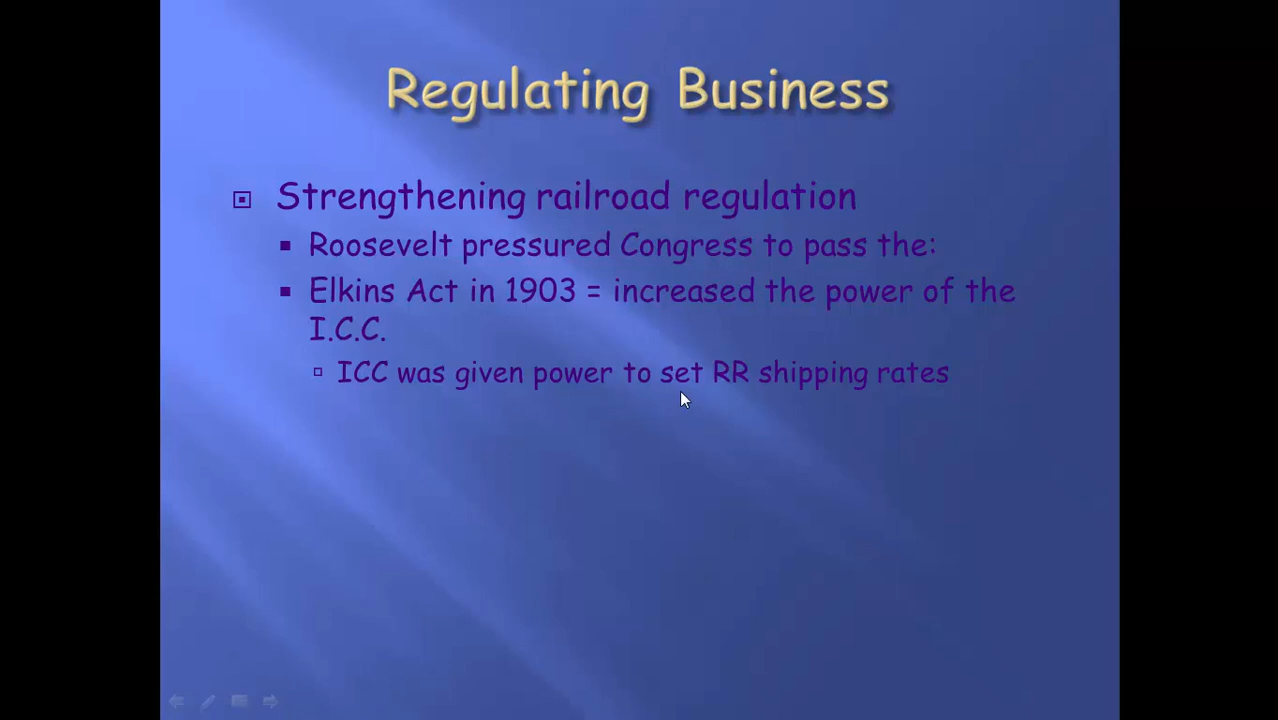 Regulating Business
Strengthening railroad regulation
Roosevelt pressured Congress to pass the:
Elkins Act in 1903 = increased the power of the
I.C.C.
ICC was given power to set RR shipping rates